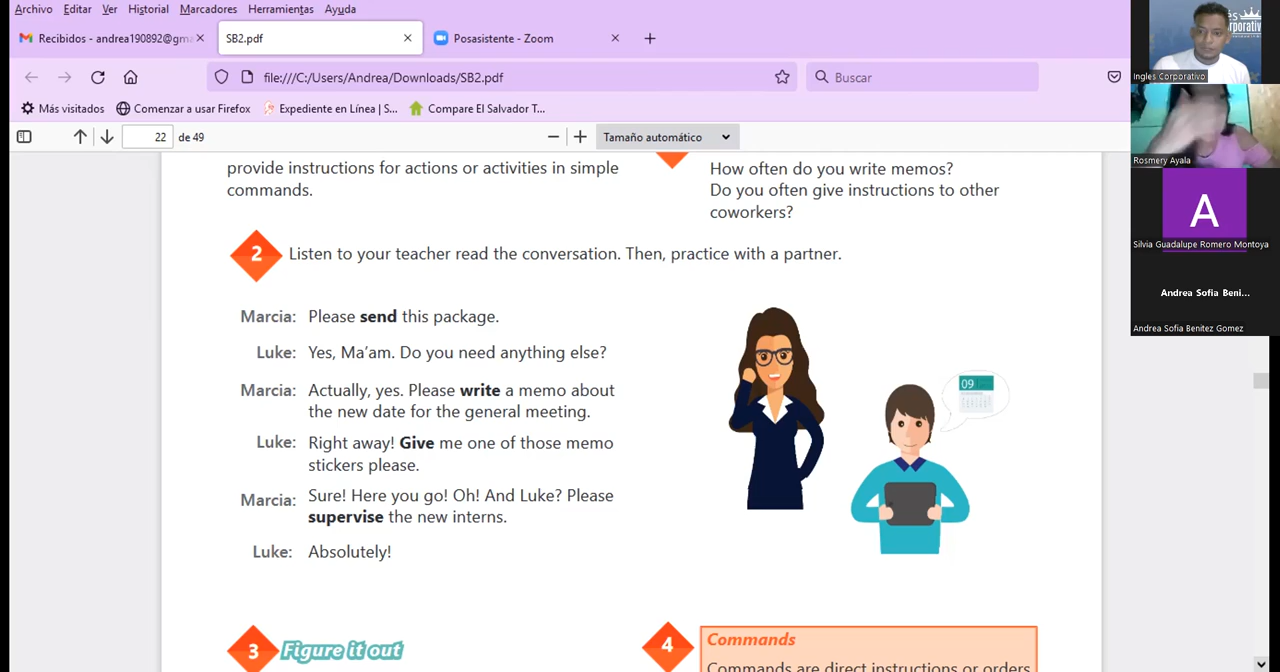 Archivo Editar Ver Historial Marcadores Herramientas Ayuda
Recibidos - andrea190892@gma
SB2.pdf
Posasistente - Zoom
file:///C:/Users/Andrea/Downloads/SB2.pdf
Buscar
Más visitados
Comenzar a usar Firefox
Expediente en Línea | S...
Compare El Salvador T...
22 de 49
Tamaño automático
provide instructions for actions or activities in simple
commands.
How often do you write memos?
Do you often give instructions to other
coworkers?
2 Listen to your teacher read the conversation. Then, practice with a partner.
Marcia: Please send this package.
Luke: Yes, Ma'am. Do you need anything else?
Marcia: Actually, yes. Please write a memo about
the new date for the general meeting.
Luke: Right away! Give me one of those memo
stickers please.
Marcia: Sure! Here you go! Oh! And Luke? Please
supervise the new interns.
Luke: Absolutely!
09
3 Figure it out
4 Commands
Commands are direct instructions or orders
Ingles Corporativo
Rosmery Ayala
A
Silvia Guadalupe Romero Montoya
Andrea Sofia Beni...
Andrea Sofia Benitez Gomez